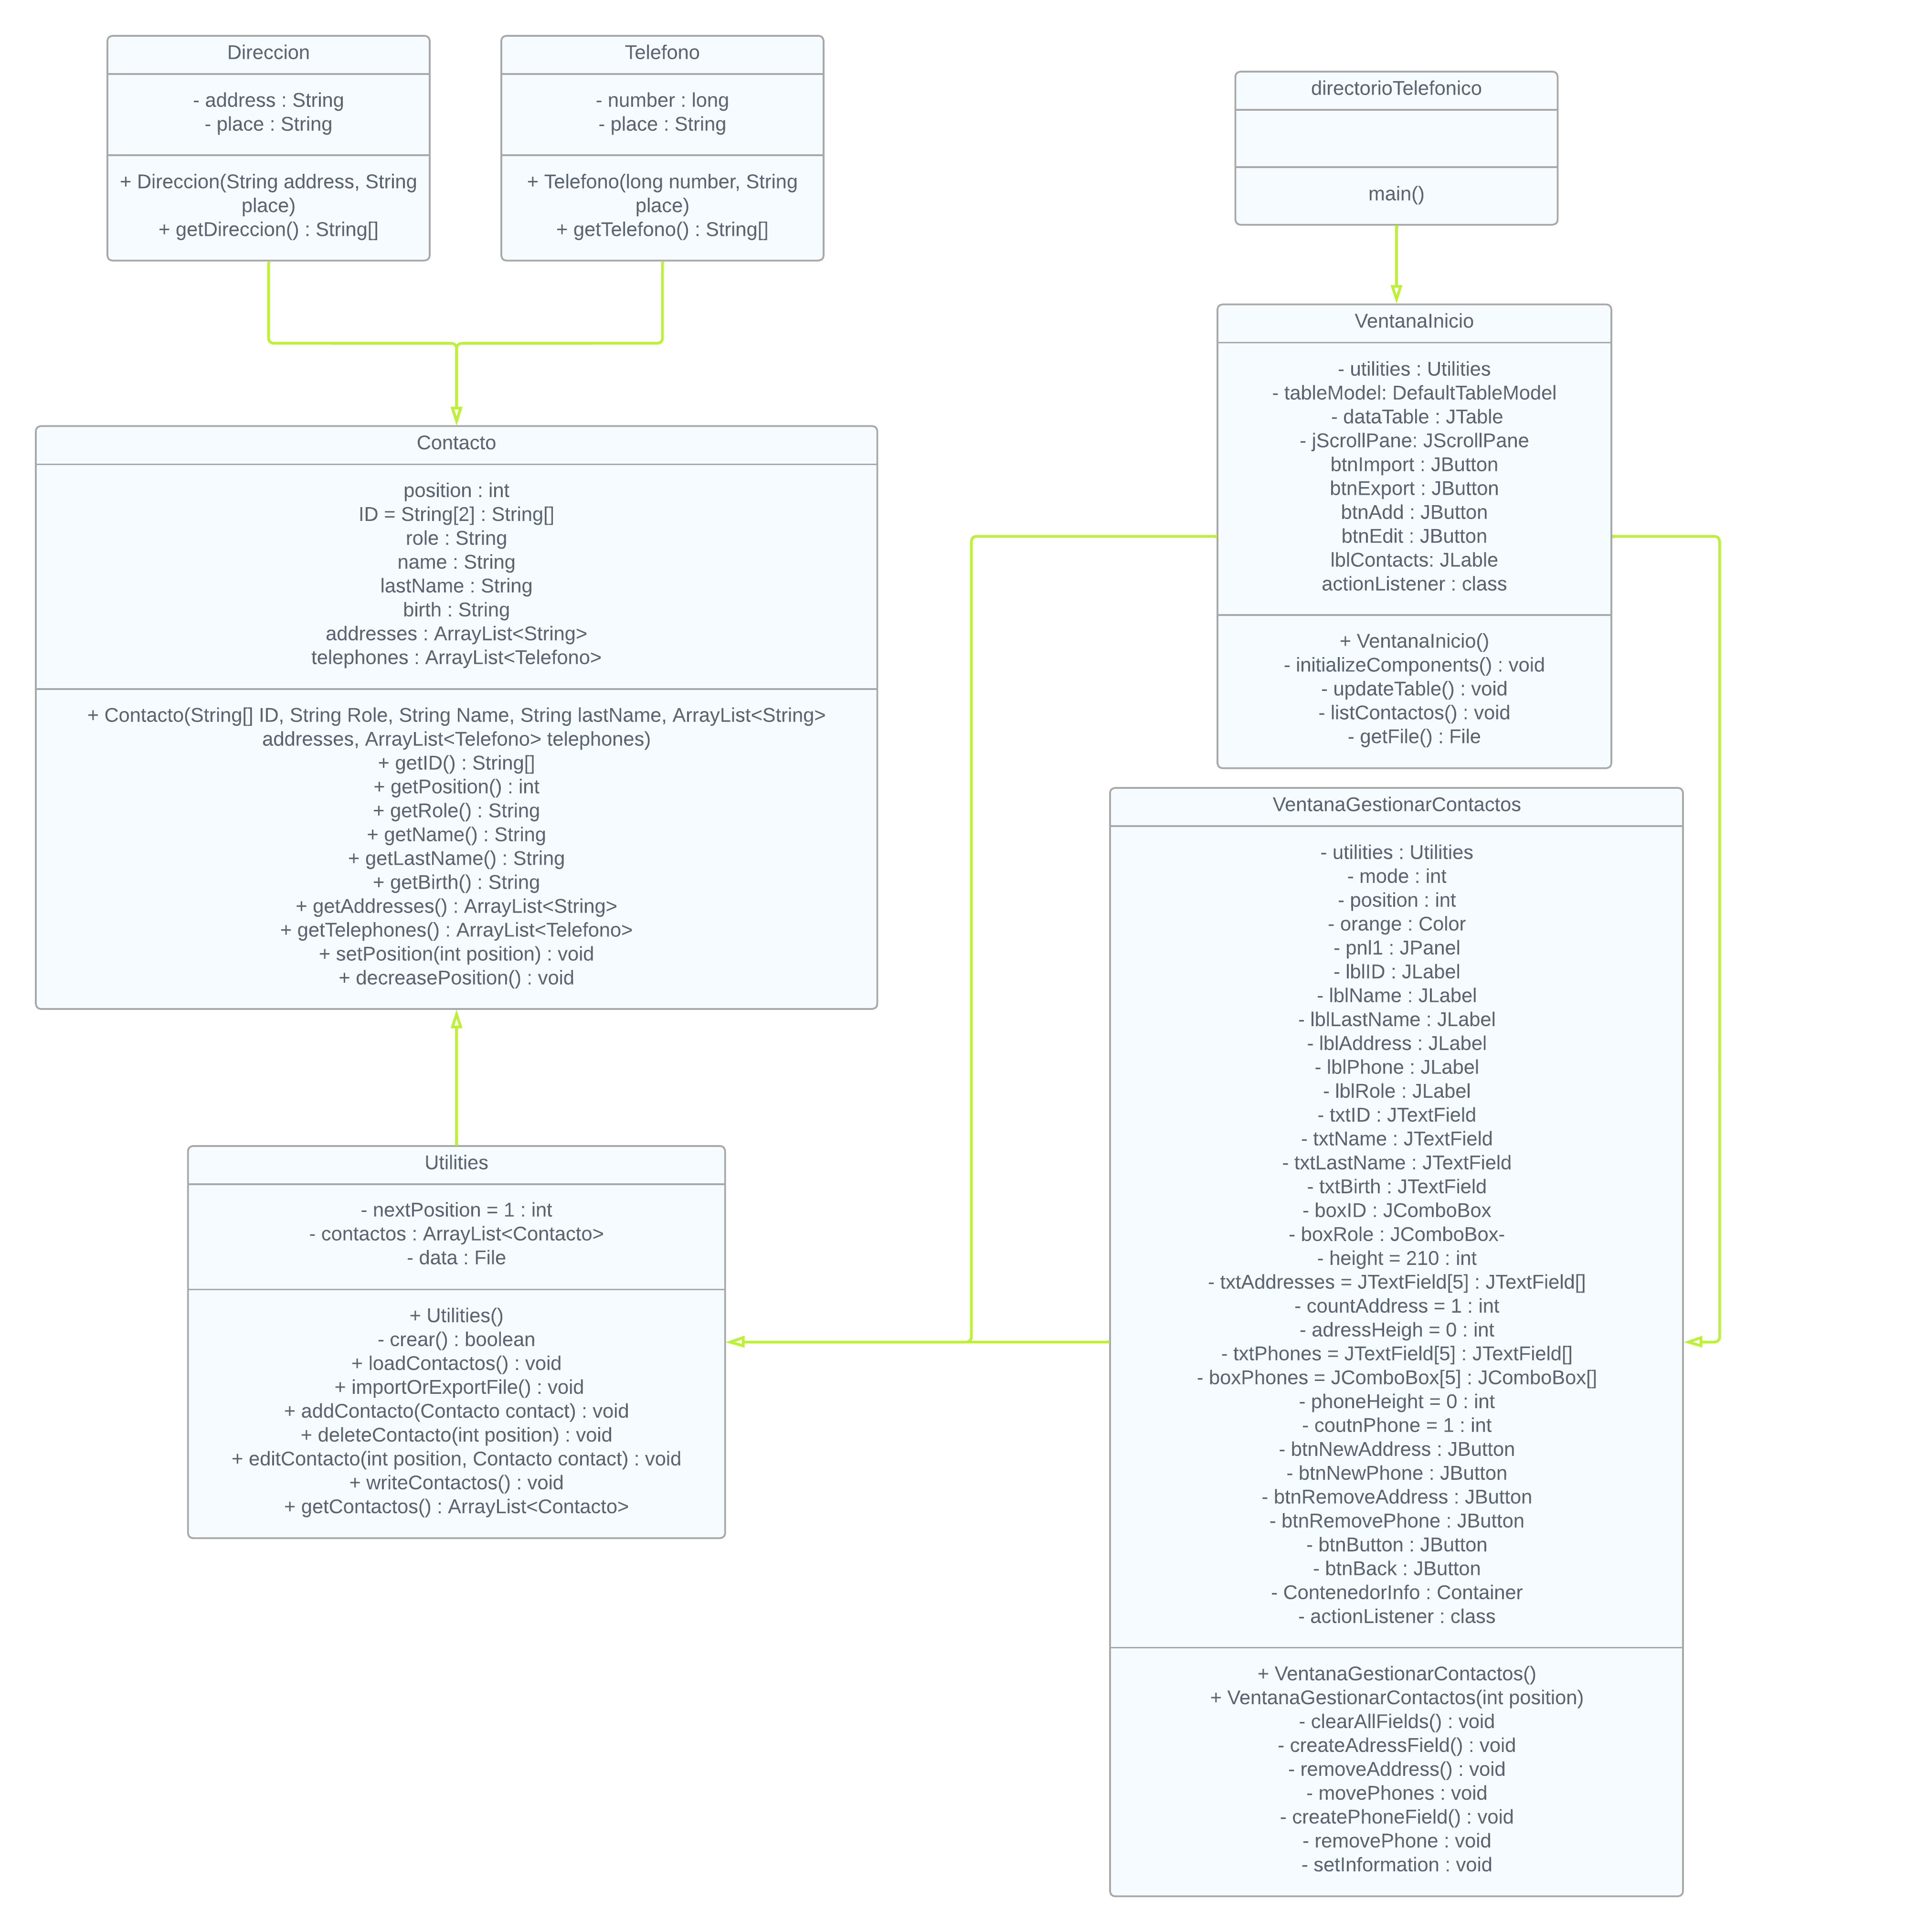 Direccion
- address : String
- place : String
+ Direccion(String address, String
place)
+ getDireccion() : String[]
Telefono
- number : long
- place : String
+ Telefono(long number, String
place)
+ getTelefono() : String[]
directorioTelefonico
main()
Contacto
position : int
ID = String[2] : String[]
role : String
name : String
lastName : String
birth : String
addresses : ArrayList<String>
telephones : ArrayList<Telefono>
+ Contacto(String[] ID, String Role, String Name, String lastName, ArrayList<String>
addresses, ArrayList<Telefono> telephones)
+ getID() : String[]
+ getPosition() : int
+ getRole() : String
+ getName() : String
+ getLastName() : String
+ getBirth() : String
+ getAddresses() : ArrayList<String>
+ getTelephones() : ArrayList<Telefono>
+ setPosition(int position) : void
+ decreasePosition() : void
VentanaInicio
- utilities : Utilities
- tableModel: DefaultTableModel
- dataTable : JTable
- jScrollPane: JScrollPane
btnImport : JButton
btnExport : JButton
btnAdd : JButton
btnEdit : JButton
lblContacts: JLable
actionListener : class
+ VentanaInicio()
- initializeComponents() : void
- updateTable() : void
- listContactos() : void
- getFile() : File
Utilities
- nextPosition = 1 : int
- contactos : ArrayList<Contacto>
- data : File
+ Utilities()
- crear() : boolean
+ loadContactos() : void
+ importOrExportFile() : void
+ addContacto(Contacto contact) : void
+ deleteContacto(int position) : void
+ editContacto(int position, Contacto contact) : void
+ writeContactos() : void
+ getContactos() : ArrayList<Contacto>
VentanaGestionarContactos
- utilities : Utilities
- mode : int
- position : int
- orange : Color
- pnl1 : JPanel
- lblID : JLabel
- lblName : JLabel
- lblLastName : JLabel
- lblAddress : JLabel
- lblPhone : JLabel
- lblRole : JLabel
- txtID : JTextField
- txtName : JTextField
- txtLastName : JTextField
- txtBirth : JTextField
- boxID : JComboBox
- boxRole : JComboBox-
- height = 210 : int
- txtAddresses = JTextField[5] : JTextField[]
- countAddress = 1 : int
- adressHeigh = 0 : int
- txtPhones = JTextField[5] : JTextField[]
- boxPhones = JComboBox[5] : JComboBox[]
- phoneHeight = 0 : int
- coutnPhone = 1 : int
- btnNewAddress : JButton
- btnNewPhone : JButton
- btnRemoveAddress : JButton
- btnRemovePhone : JButton
- btnButton : JButton
- btnBack : JButton
- ContenedorInfo : Container
- actionListener : class
+ VentanaGestionarContactos()
+ VentanaGestionarContactos(int position)
- clearAllFields() : void
- createAdressField() : void
- removeAddress() : void
- movePhones : void
- createPhoneField() : void
- removePhone : void
- setInformation : void